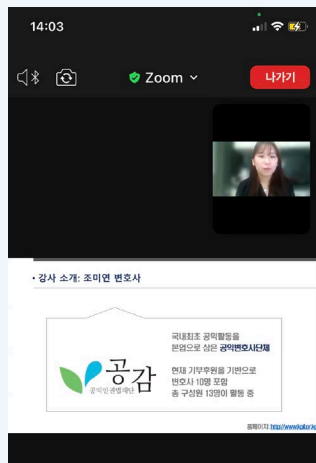 14:03
Zoom
나가기
• 강사 소개: 조미연 변호사
국내최초 공익활동을
본업으로 삼은 공익변호사단체
공감
공익인권법재단
현재 기부후원을 기반으로
변호사 10명 포함
총 구성원 13명이 활동 중
홈페이지: